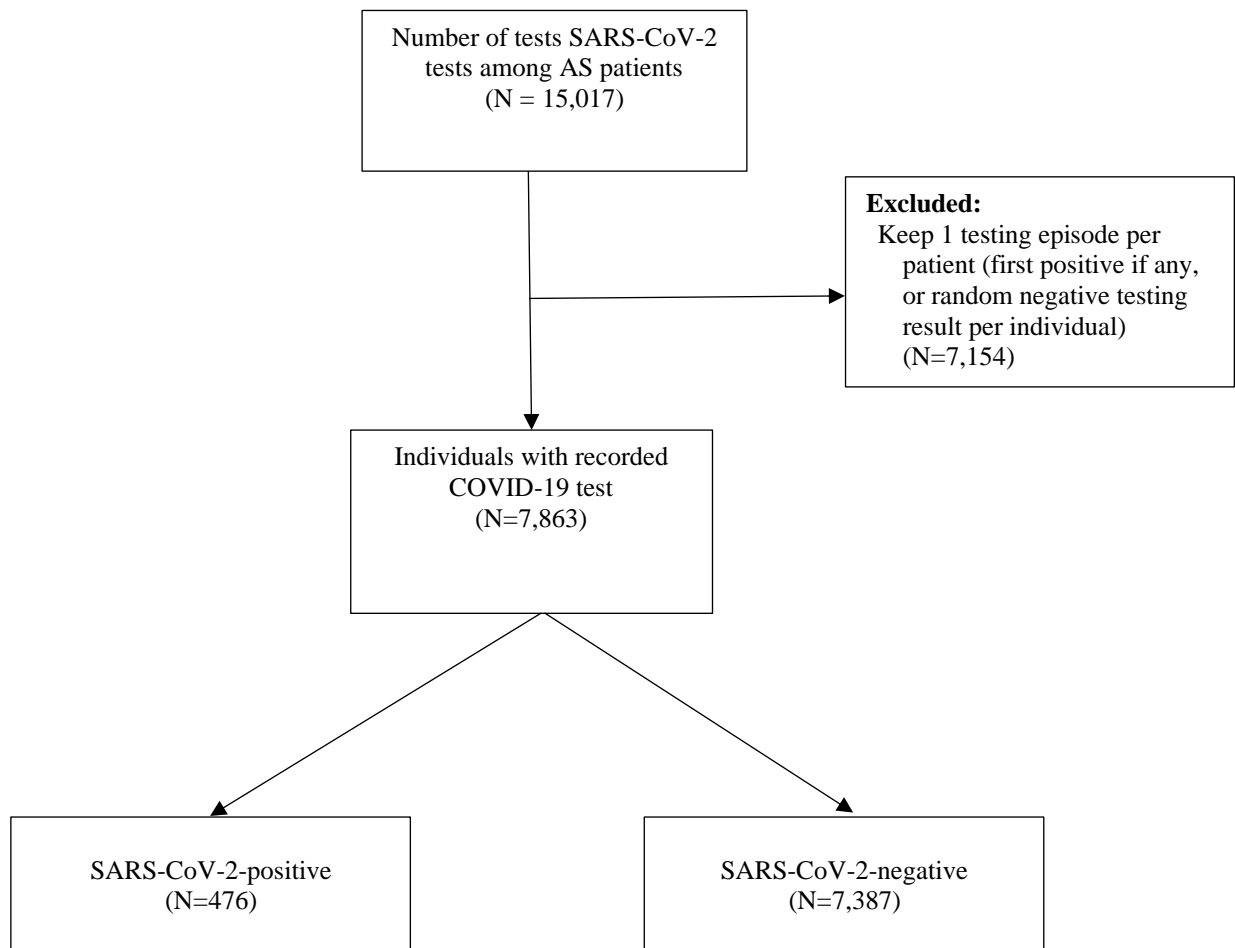 Number of tests SARS-CoV-2
tests among AS patients
(N = 15,017)
Excluded:
Keep 1 testing episode per
patient (first positive if any,
or random negative testing
result per individual)
(N=7,154)
Individuals with recorded
COVID-19 test
(N=7,863)
SARS-CoV-2-positive
(N=476)
SARS-CoV-2-negative
(N=7,387)